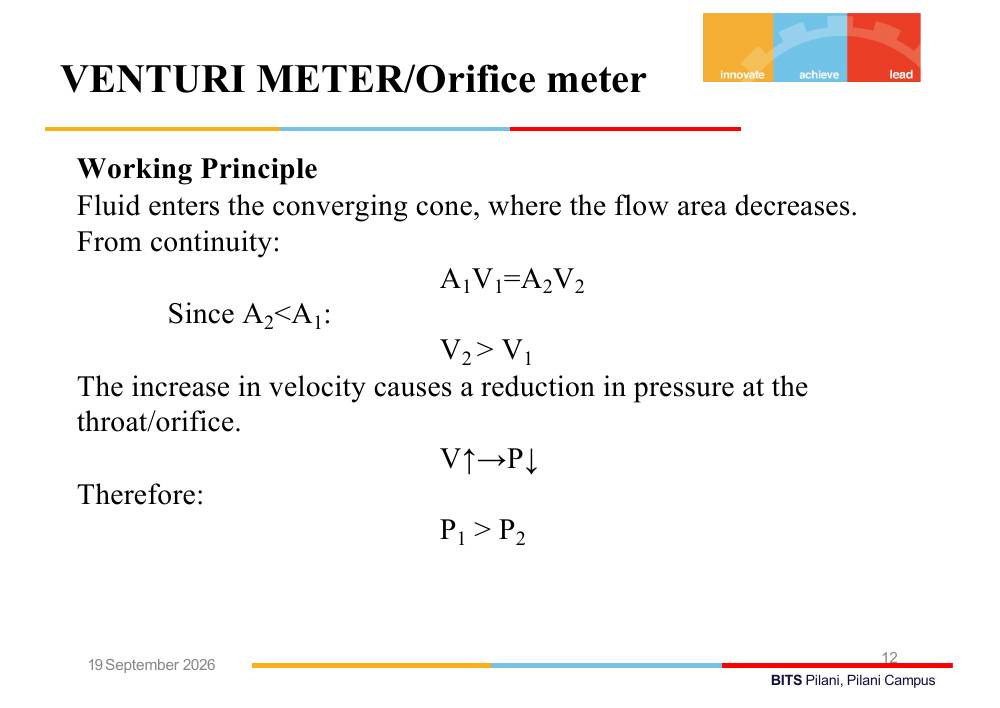 innovate achieve lead
VENTURI METER/Orifice meter
Working Principle
Fluid enters the converging cone, where the flow area decreases.
From continuity:
A₁V₁=A₂V₂
Since A₂<A₁:
V₂ > V₁
The increase in velocity causes a reduction in pressure at the
throat/orifice.
V↑→P↓
Therefore:
P₁ > P₂
19 September 2026
12
BITS Pilani, Pilani Campus